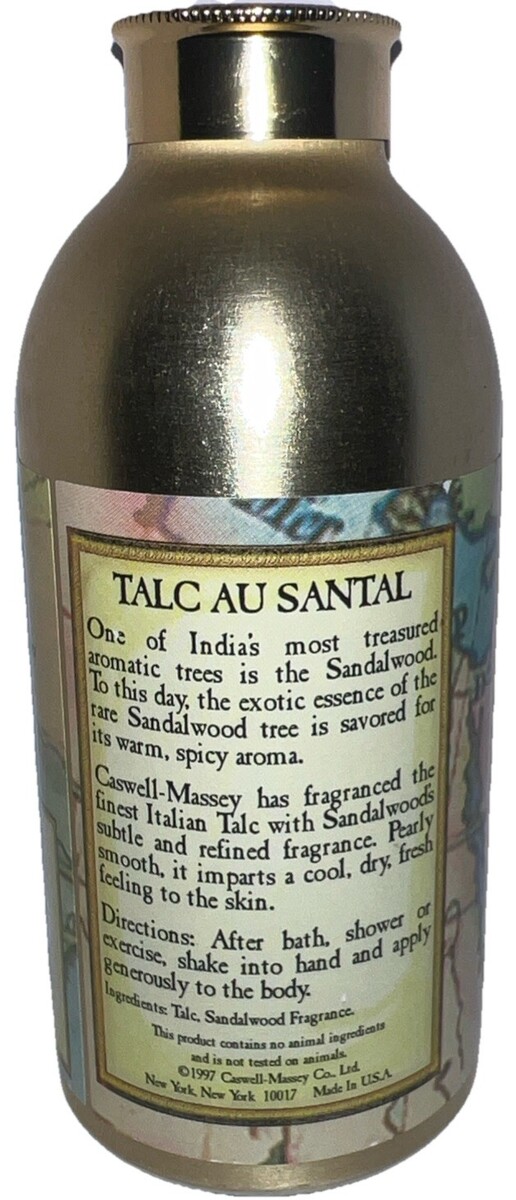 TALC AU SANTAL
One of India's most treasured
aromatic trees is the Sandalwood.
To this day, the exotic essence of the
rare Sandalwood tree is savored for
its warm, spicy aroma.
Caswell-Massey has fragranced the
finest Italian Talc with Sandalwood's
subtle and refined fragrance. Pearly
smooth, it imparts a cool, dry, fresh
feeling to the skin.
Directions: After bath, shower or
exercise, shake into hand and apply
generously to the body.
Ingredients: Talc, Sandalwood Fragrance.
This product contains no animal ingredients
and is not tested on animals.
©1997 Caswell-Massey Co., Ltd.
New York, New York 10017 Made In U.S.A.